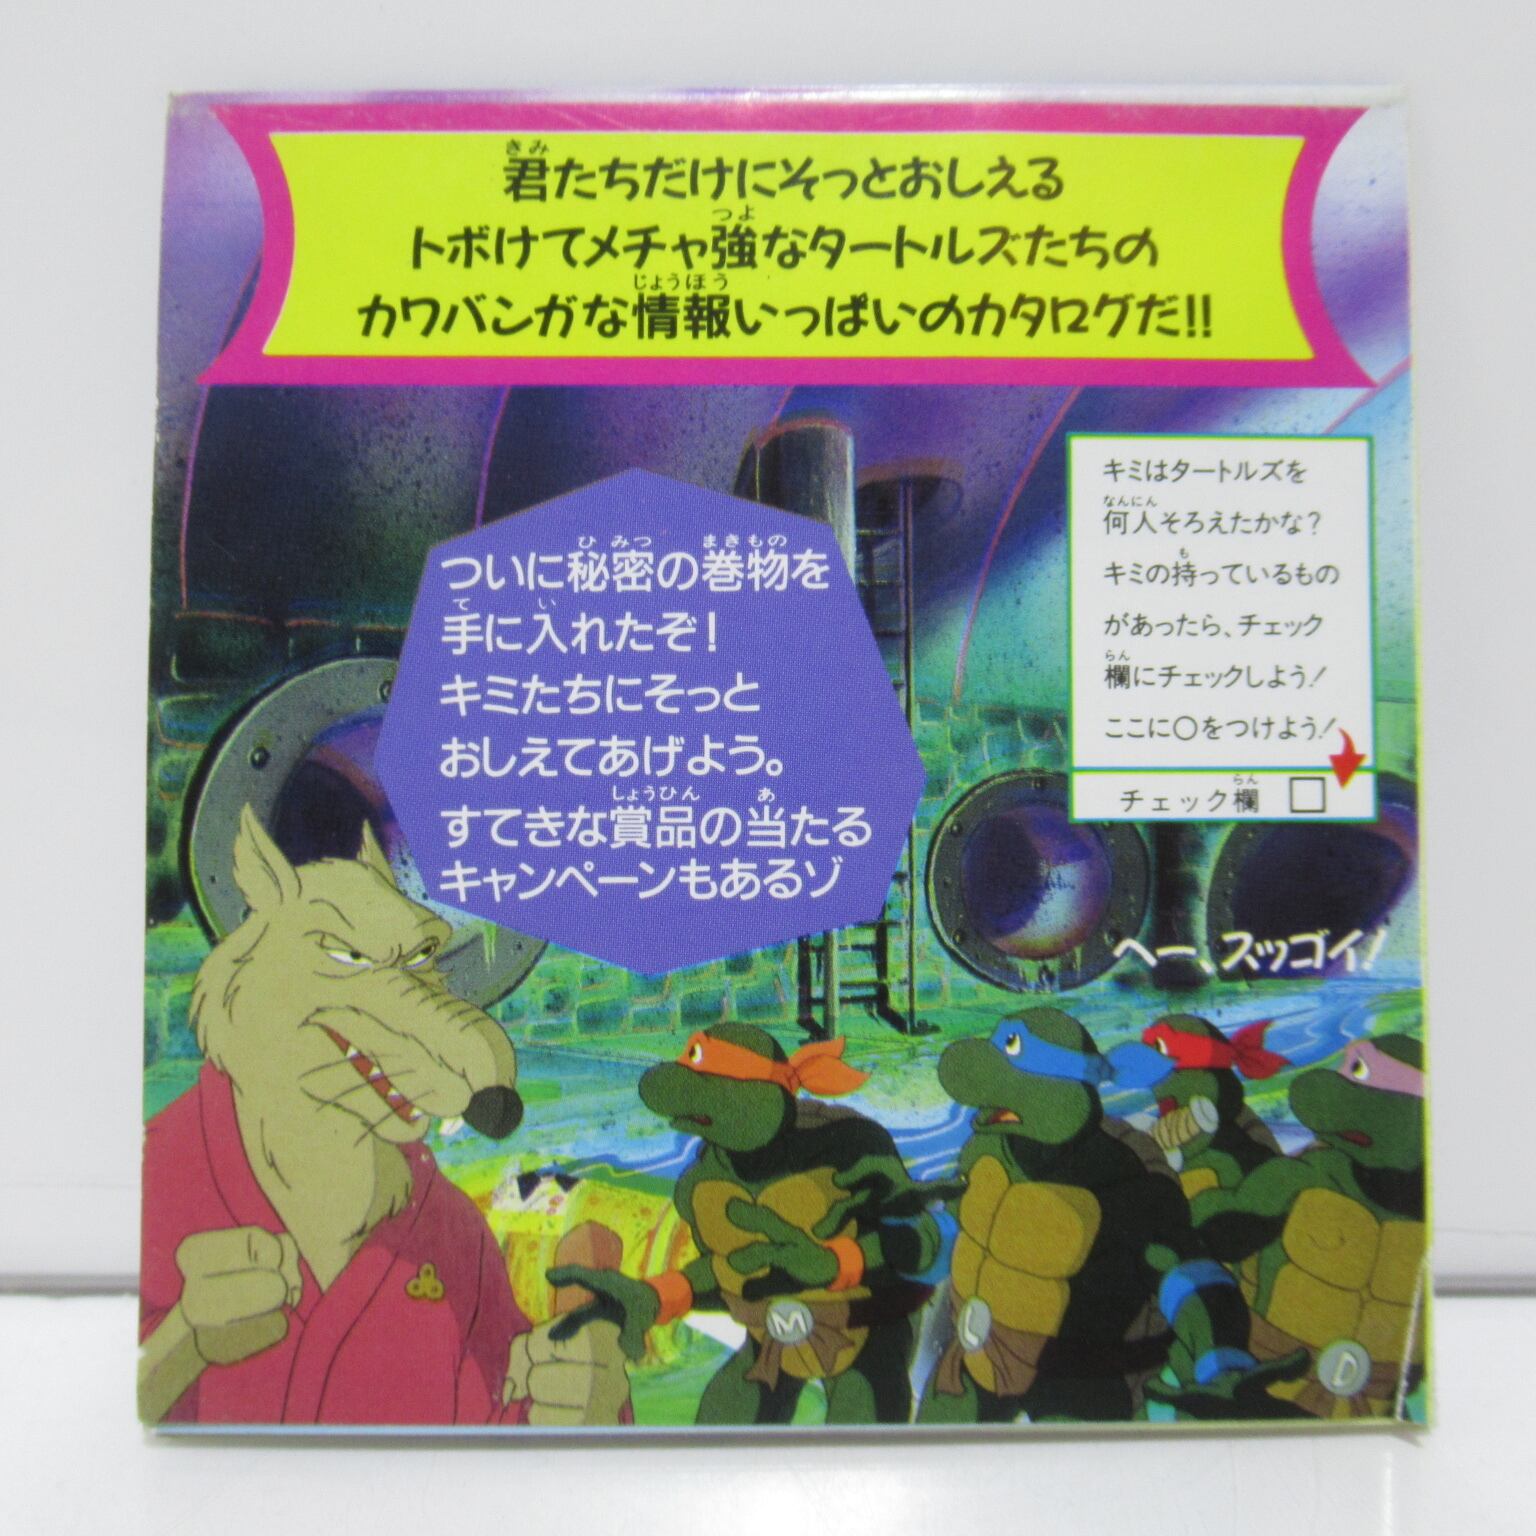 君たちだけにそっとおしえる
トボけてメチャ強なタートルズたちの
カワバンガな情報いっぱいのカタログだ!!
ついに秘密の巻物を
手に入れたぞ!
キミたちにそっと
おしえてあげよう。
すてきな賞品の当たる
キャンペーンもあるゾ
キミはタートルズを
何人そろえたかな?
キミの持っているもの
があったら、チェック
欄にチェックしよう!
ここに○をつけよう!
チェック欄 □
ヘー、スッゴイ!
M
L
D